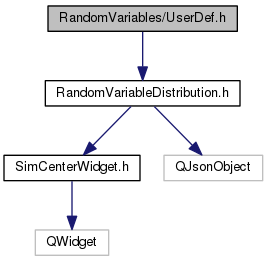 RandomVariables/UserDef.h
RandomVariableDistribution.h
SimCenterWidget.h
QJsonObject
QWidget